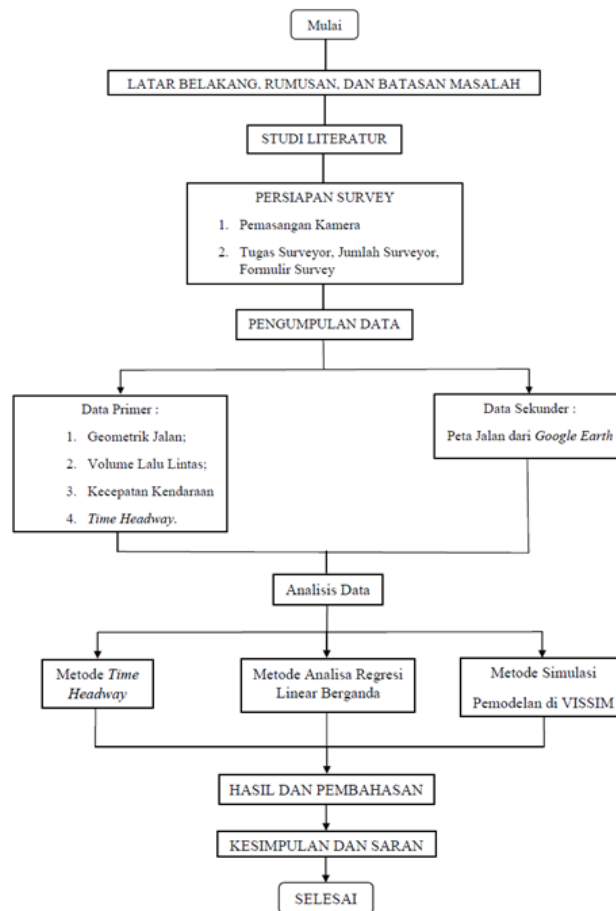 Mulai
LATAR BELAKANG, RUMUSAN, DAN BATASAN MASALAH
STUDI LITERATUR
PERSIAPAN SURVEY
1. Pemasangan Kamera
2. Tugas Surveyor, Jumlah Surveyor,
Formulir Survey
PENGUMPULAN DATA
Data Primer :
1. Geometrik Jalan;
2. Volume Lalu Lintas;
3. Kecepatan Kendaraan
4. Time Headway.
Data Sekunder :
Peta Jalan dari Google Earth
Analisis Data
Metode Time
Headway
Metode Analisa Regresi
Linear Berganda
Metode Simulasi
Pemodelan di VISSIM
HASIL DAN PEMBAHASAN
KESIMPULAN DAN SARAN
SELESAI